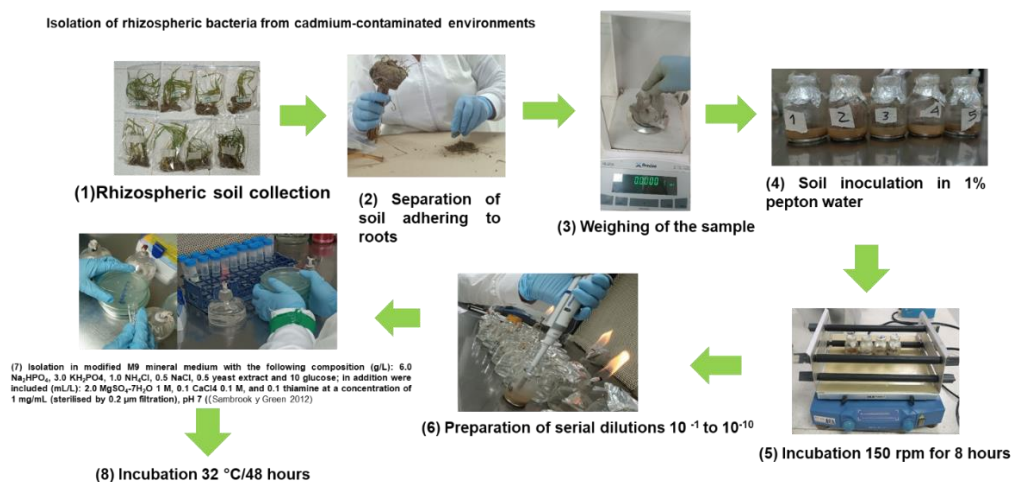 Isolation of rhizospheric bacteria from cadmium-contaminated environments
(1)Rhizospheric soil collection
(2) Separation of
soil adhering to
roots
(3) Weighing of the sample
1 2 3 4 5
(4) Soil inoculation in 1%
pepton water
(5) Incubation 150 rpm for 8 hours
(6) Preparation of serial dilutions 10 -1 to 10-10
(7) Isolation in modified M9 mineral medium with the following composition (g/L): 6.0
Na2HPO4, 3.0 KH2PO4, 1.0 NH4Cl, 0.5 NaCl, 0.5 yeast extract and 10 glucose; in addition were
included (mL/L): 2.0 MgSO4-7H2O 1 M, 0.1 CaCl4 0.1 M, and 0.1 thiamine at a concentration of
1 mg/mL (sterilised by 0.2 µm filtration), pH 7 ((Sambrook y Green 2012)
(8) Incubation 32 °C/48 hours